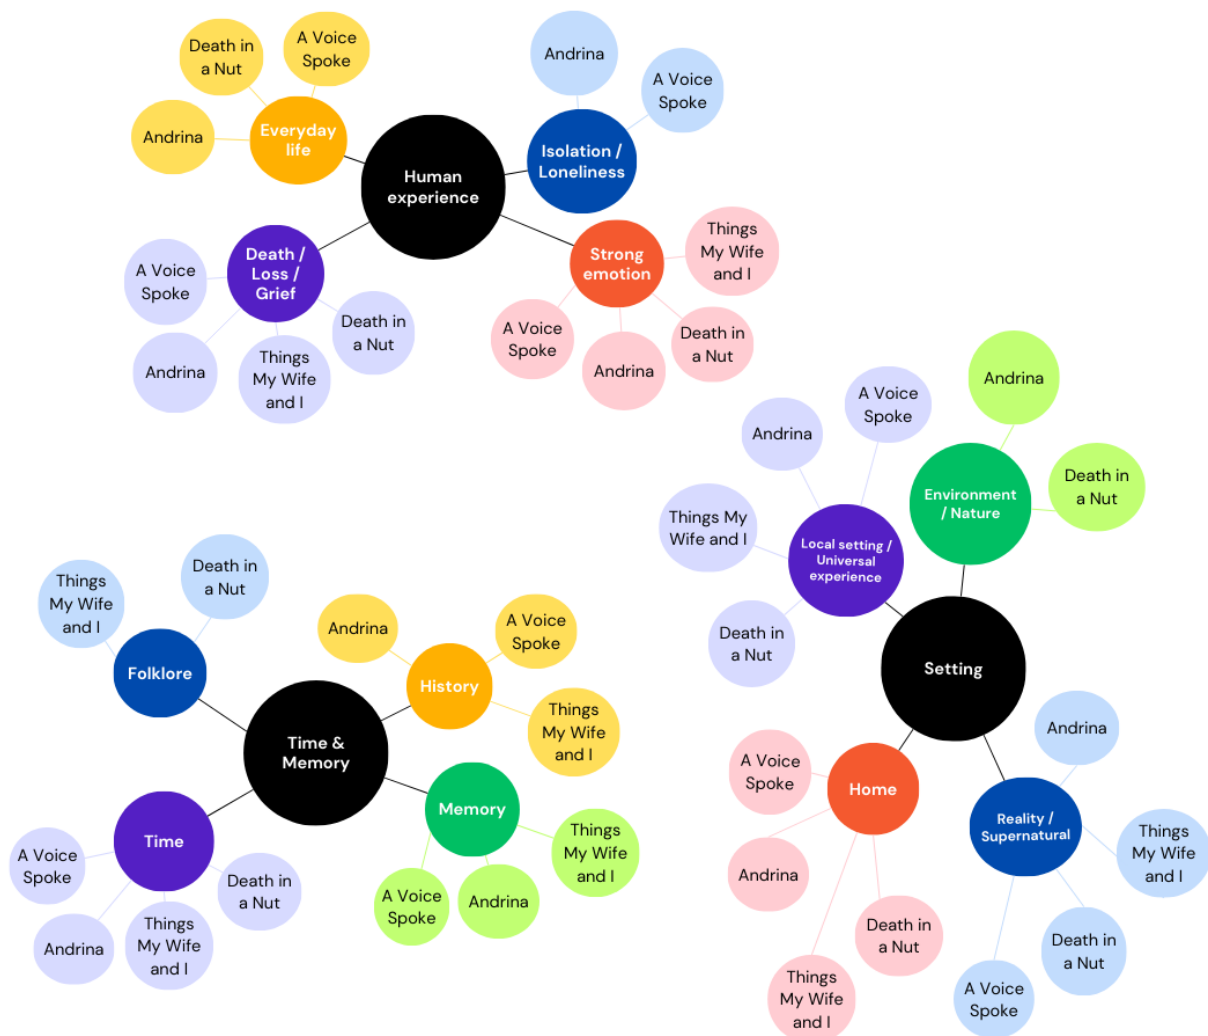 Human
experience
Everyday
life
Death in
a Nut
A Voice
Spoke
Andrina
Isolation /
Loneliness
Andrina
A Voice
Spoke
Death /
Loss /
Grief
A Voice
Spoke
Andrina
Things
My Wife
and I
Death in
a Nut
Strong
emotion
Things
My Wife
and I
A Voice
Spoke
Andrina
Death in
a Nut
Setting
Environment
/ Nature
Andrina
Death in
a Nut
Local setting /
Universal
experience
A Voice
Spoke
Andrina
Things My
Wife and I
Death in
a Nut
Home
A Voice
Spoke
Andrina
Things
My Wife
and I
Death in
a Nut
Reality /
Supernatural
Andrina
Things
My Wife
and I
Death in
a Nut
A Voice
Spoke
Time &
Memory
Folklore
Things
My Wife
and I
Death in
a Nut
History
Andrina
A Voice
Spoke
Things
My Wife
and I
Memory
Things
My Wife
and I
A Voice
Spoke
Andrina
Time
A Voice
Spoke
Andrina
Things
My Wife
and I
Death in
a Nut